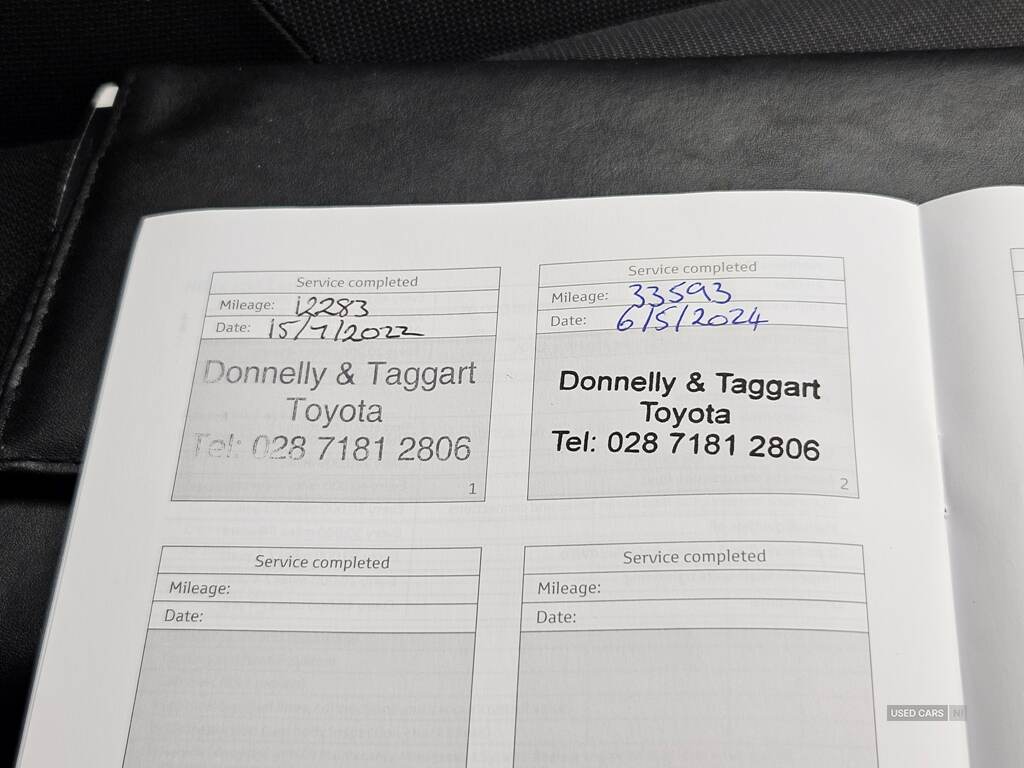 Service completed
Mileage: 12283
Date: 15/7/2022
Donnelly & Taggart
Toyota
Tel: 028 7181 2806
1
Service completed
Mileage: 33593
Date: 6/5/2024
Donnelly & Taggart
Toyota
Tel: 028 7181 2806
2
Service completed
Mileage:
Date:
Service completed
Mileage:
Date:
USED CARS NI